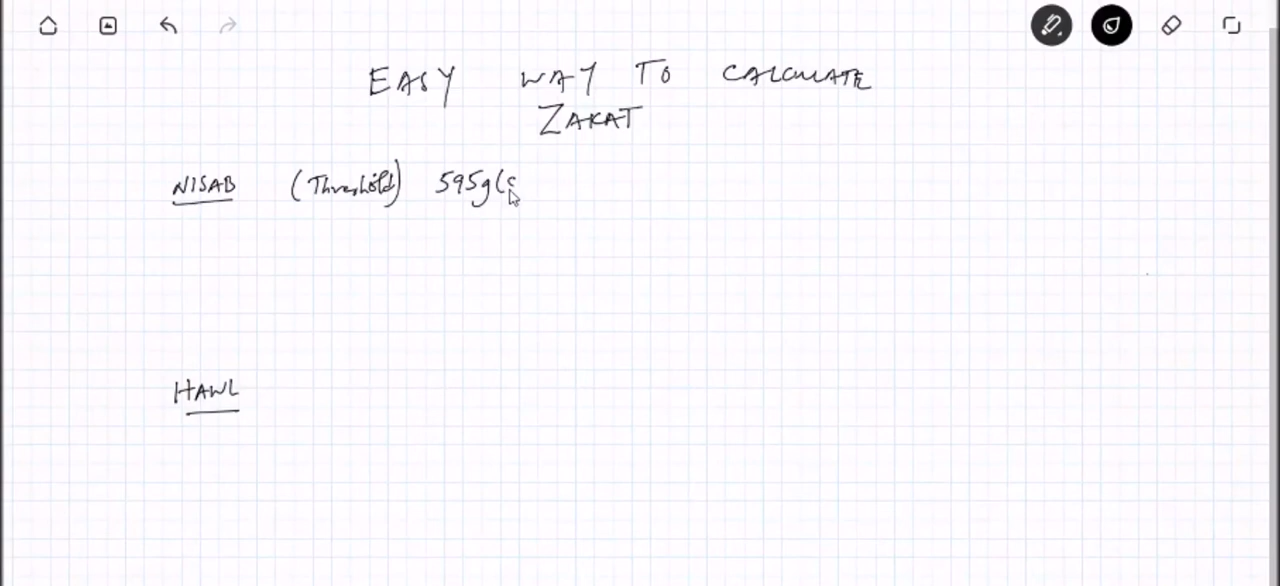 EASY WAY TO CALCULATE
ZAKAT
NISAB (Threshold) 595g(s
HAWL